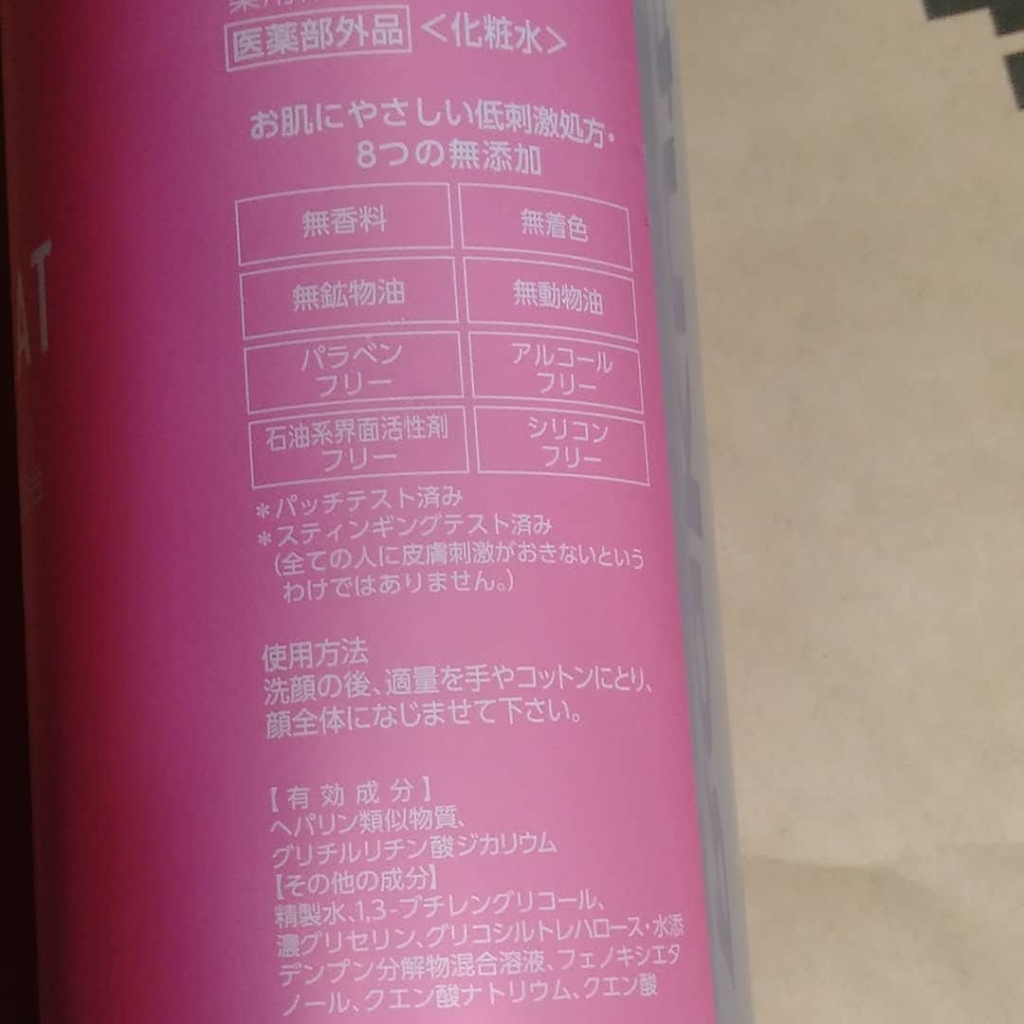 医薬部外品 <化粧水>
お肌にやさしい低刺激処方・
8つの無添加
無香料 無着色
無鉱物油 無動物油
パラベン
フリー
アルコール
フリー
石油系界面活性剤
フリー
シリコン
フリー
*パッチテスト済み
*スティンギングテスト済み
(全ての人に皮膚刺激がおきないという
わけではありません。)
使用方法
洗顔の後、適量を手やコットンにとり、
顔全体になじませて下さい。
【有効成分】
ヘパリン類似物質、
グリチルリチン酸ジカリウム
【その他の成分】
精製水、1,3-ブチレングリコール、
濃グリセリン、グリコシルトレハロース・水添
デンプン分解物混合溶液、フェノキシエタ
ノール、クエン酸ナトリウム、クエン酸
AT